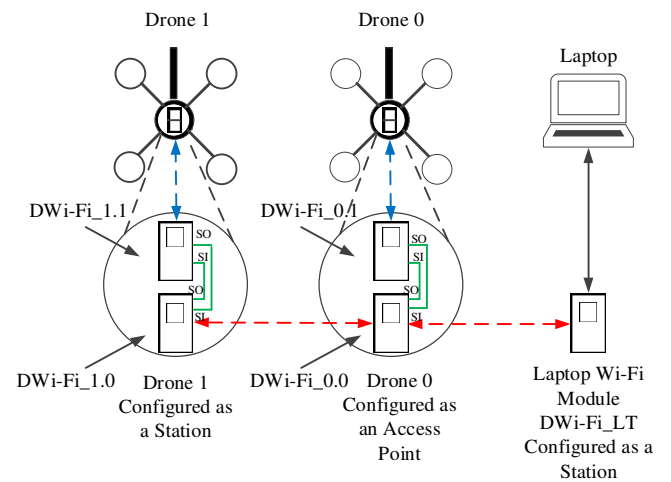 Drone 1
Drone 0
Laptop
DWi-Fi_1.1
DWi-Fi_0.1
SO
SI
SO
SI
SO
SI
SO
SI
DWi-Fi_1.0
Drone 1
Configured as
a Station
DWi-Fi_0.0
Drone 0
Configured as
an Access
Point
Laptop Wi-Fi
Module
DWi-Fi_LT
Configured as a
Station